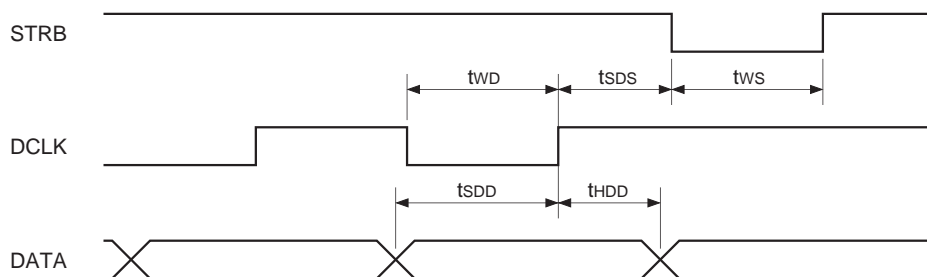 STRB
tWD tSDS tWS
DCLK
tSDD tHDD
DATA